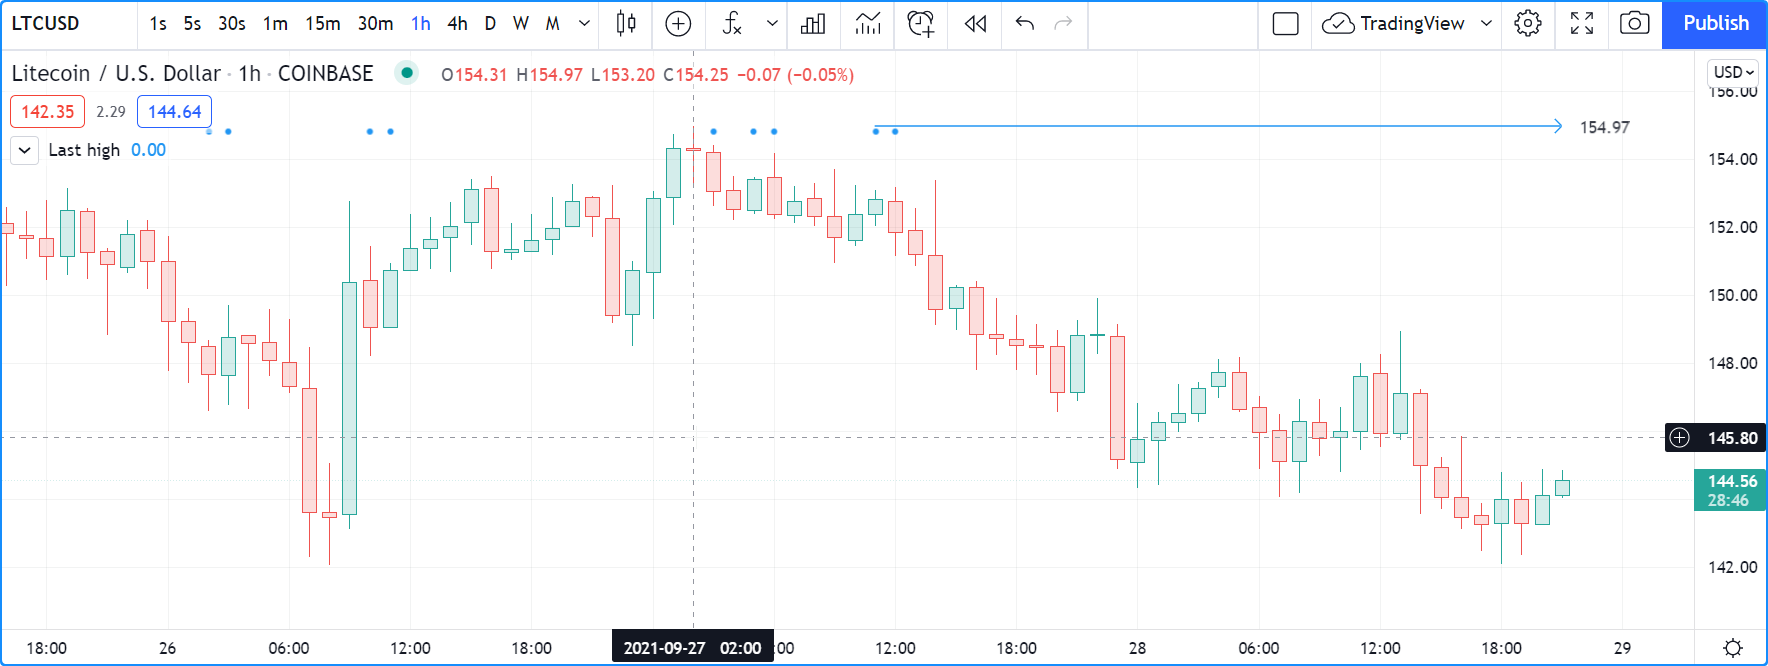 LTCUSD 1s 5s 30s 1m 15m 30m 1h 4h D W M TradingView Publish
Litecoin / U.S. Dollar · 1h · COINBASE O154.31 H154.97 L153.20 C154.25 −0.07 (−0.05%) USD
156.00
142.35 2.29 144.64
154.97
Last high 0.00
154.00
152.00
150.00
148.00
145.80
144.56
28:46
142.00
18:00 26 06:00 12:00 18:00 2021-09-27 02:00 :00 12:00 18:00 28 06:00 12:00 18:00 29